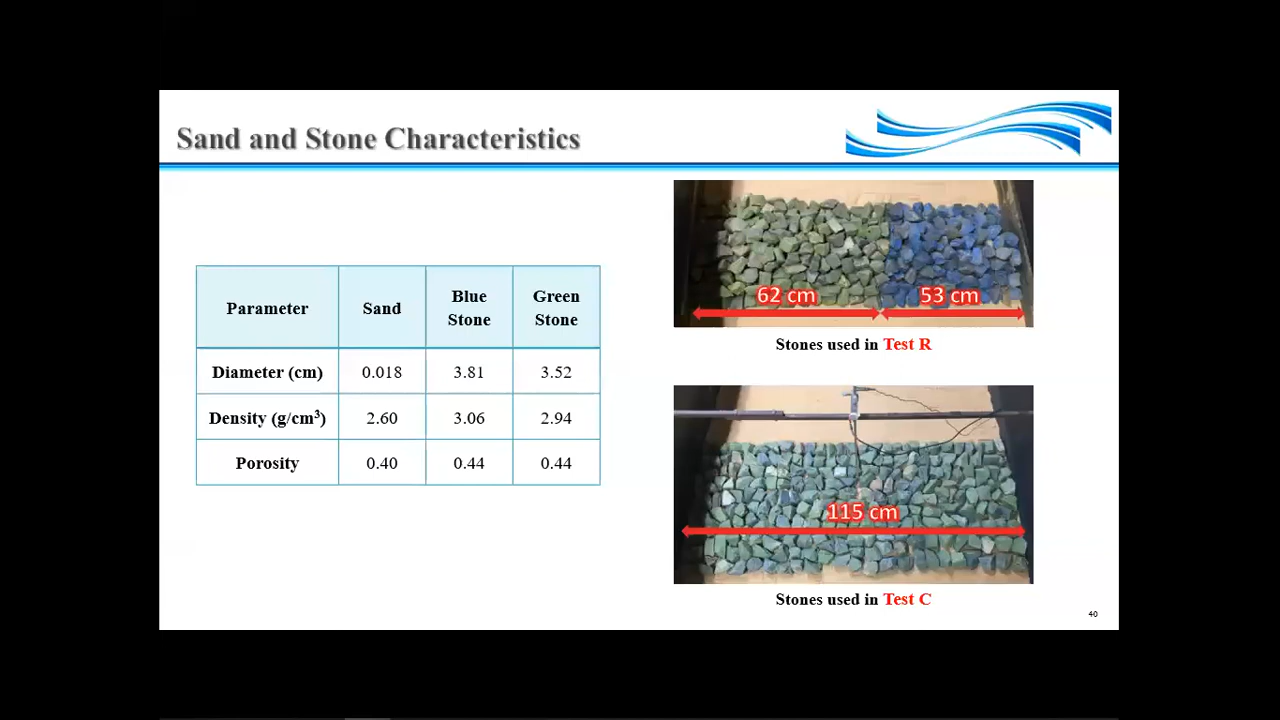 Sand and Stone Characteristics
Parameter Sand Blue Stone Green Stone
Diameter (cm) 0.018 3.81 3.52
Density (g/cm³) 2.60 3.06 2.94
Porosity 0.40 0.44 0.44
62 cm 53 cm
Stones used in Test R
115 cm
Stones used in Test C
40